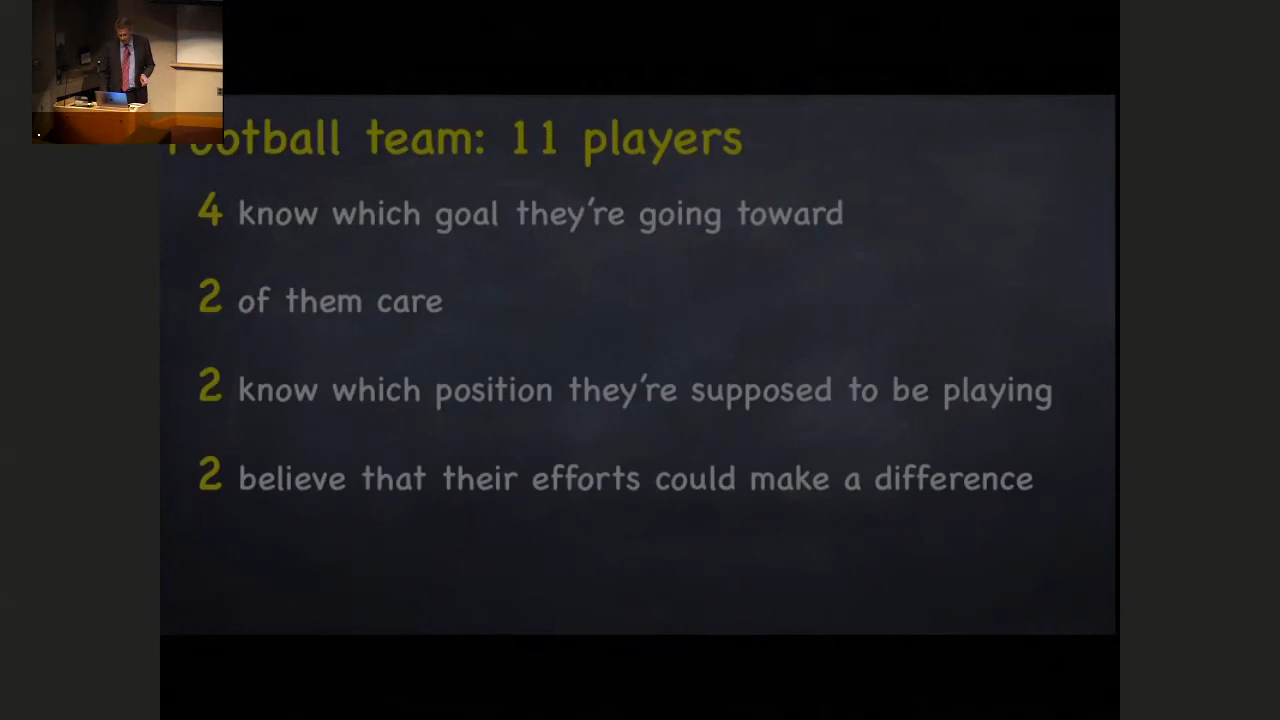 Football team: 11 players
4 know which goal they're going toward
2 of them care
2 know which position they're supposed to be playing
2 believe that their efforts could make a difference